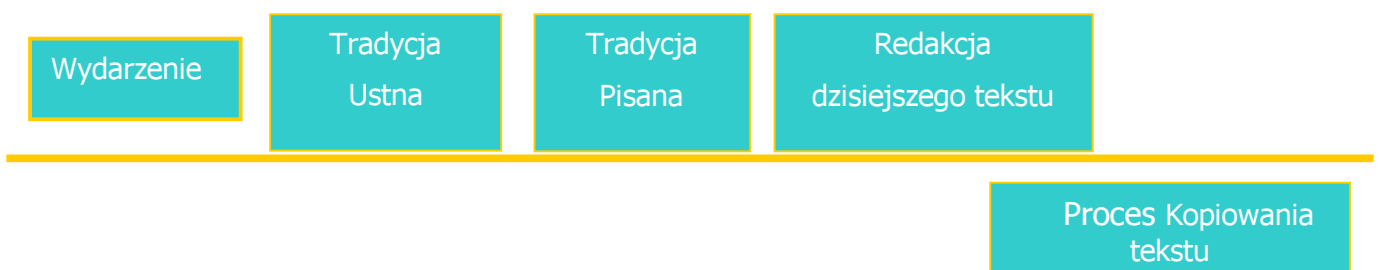 Wydarzenie
Tradycja
Ustna
Tradycja
Pisana
Redakcja
dzisiejszego tekstu
Proces Kopiowania
tekstu